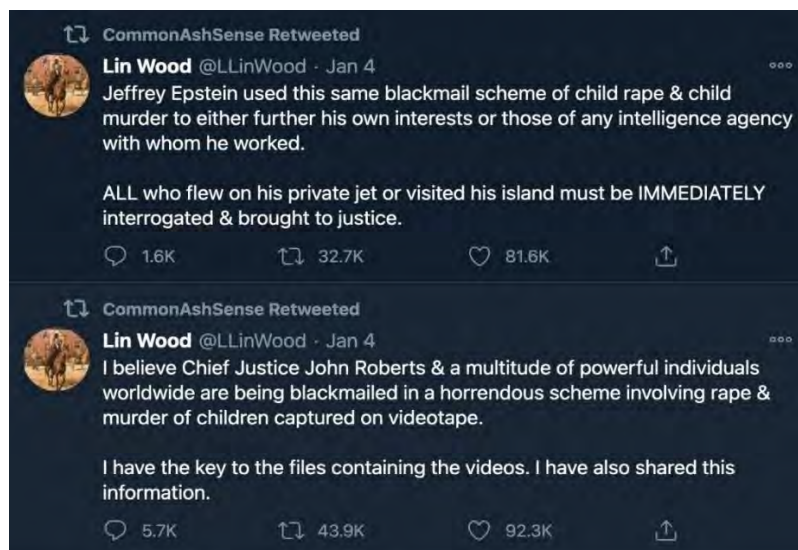 CommonAshSense Retweeted
Lin Wood @LLinWood · Jan 4
Jeffrey Epstein used this same blackmail scheme of child rape & child
murder to either further his own interests or those of any intelligence agency
with whom he worked.
ALL who flew on his private jet or visited his island must be IMMEDIATELY
interrogated & brought to justice.
1.6K 32.7K 81.6K
CommonAshSense Retweeted
Lin Wood @LLinWood · Jan 4
I believe Chief Justice John Roberts & a multitude of powerful individuals
worldwide are being blackmailed in a horrendous scheme involving rape &
murder of children captured on videotape.
I have the key to the files containing the videos. I have also shared this
information.
5.7K 43.9K 92.3K